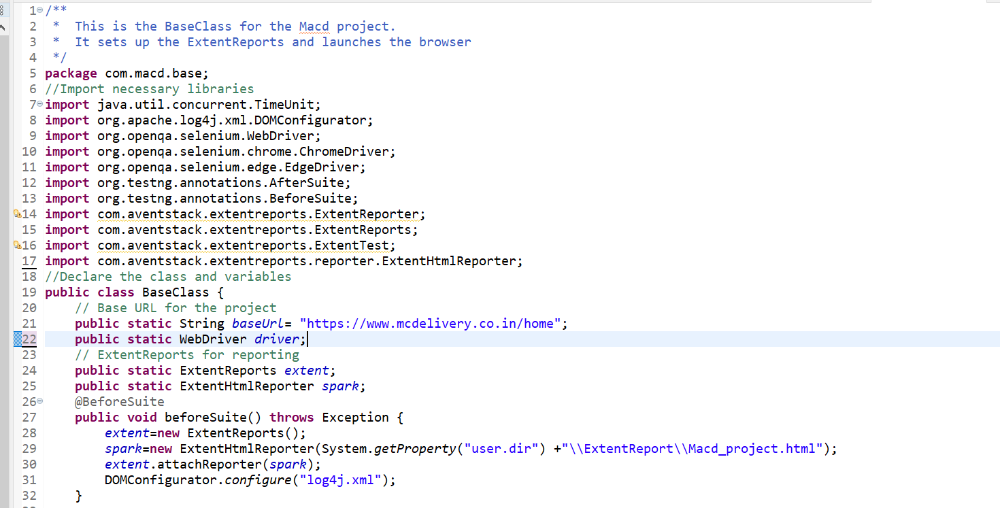 1 /**
2  *  This is the BaseClass for the Macd project.
3  *  It sets up the ExtentReports and launches the browser
4  */
5 package com.macd.base;
6 //Import necessary libraries
7 import java.util.concurrent.TimeUnit;
8 import org.apache.log4j.xml.DOMConfigurator;
9 import org.openqa.selenium.WebDriver;
10 import org.openqa.selenium.chrome.ChromeDriver;
11 import org.openqa.selenium.edge.EdgeDriver;
12 import org.testng.annotations.AfterSuite;
13 import org.testng.annotations.BeforeSuite;
14 import com.aventstack.extentreports.ExtentReporter;
15 import com.aventstack.extentreports.ExtentReports;
16 import com.aventstack.extentreports.ExtentTest;
17 import com.aventstack.extentreports.reporter.ExtentHtmlReporter;
18 //Declare the class and variables
19 public class BaseClass {
20     // Base URL for the project
21     public static String baseUrl= "https://www.mcdelivery.co.in/home";
22     public static WebDriver driver;
23     // ExtentReports for reporting
24     public static ExtentReports extent;
25     public static ExtentHtmlReporter spark;
26     @BeforeSuite
27     public void beforeSuite() throws Exception {
28         extent=new ExtentReports();
29         spark=new ExtentHtmlReporter(System.getProperty("user.dir") +"\\ExtentReport\\Macd_project.html");
30         extent.attachReporter(spark);
31         DOMConfigurator.configure("log4j.xml");
32     }